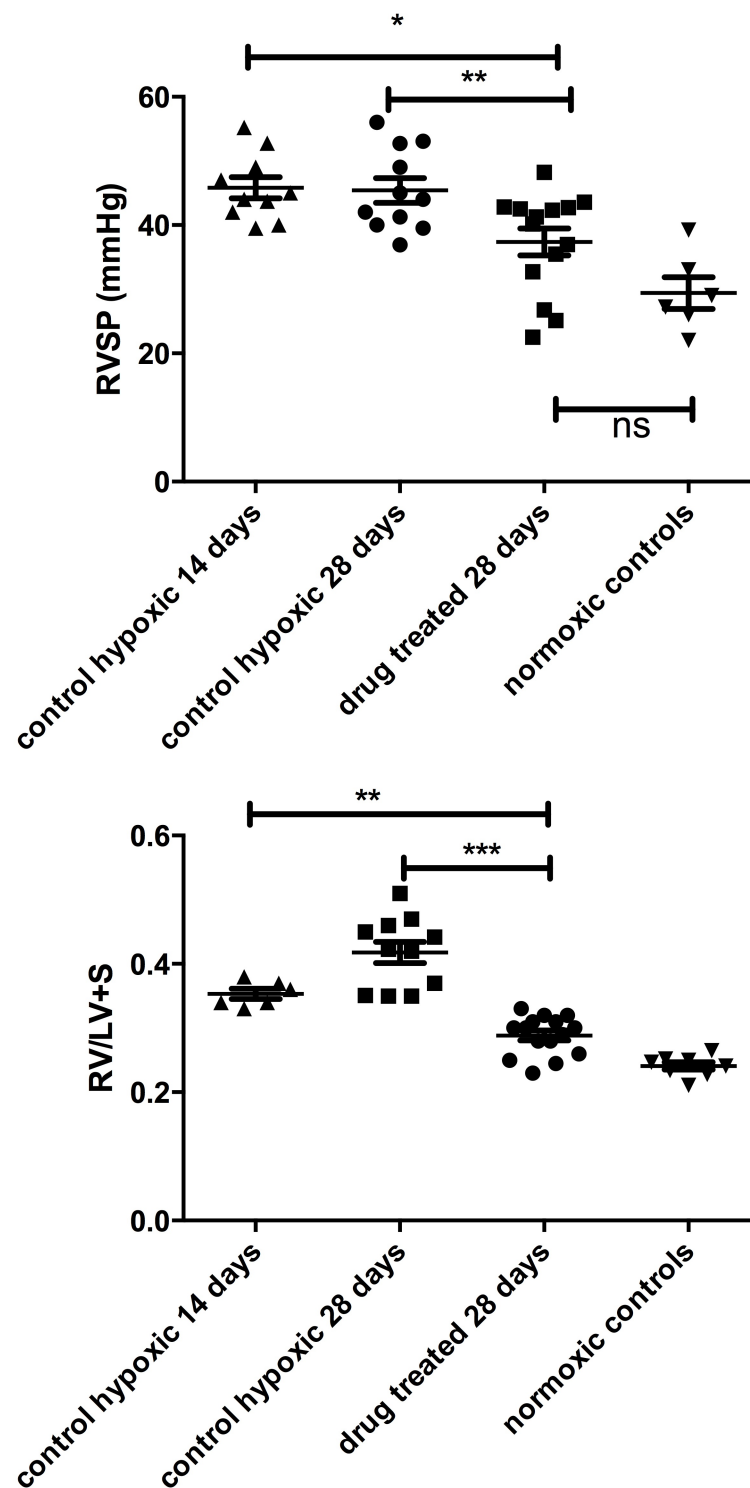 *
**
60
40
20
0
RVSP (mmHg)
ns
control hypoxic 14 days
control hypoxic 28 days
drug treated 28 days
normoxic controls
**
***
0.6
0.4
0.2
0.0
RV/LV+S
control hypoxic 14 days
control hypoxic 28 days
drug treated 28 days
normoxic controls